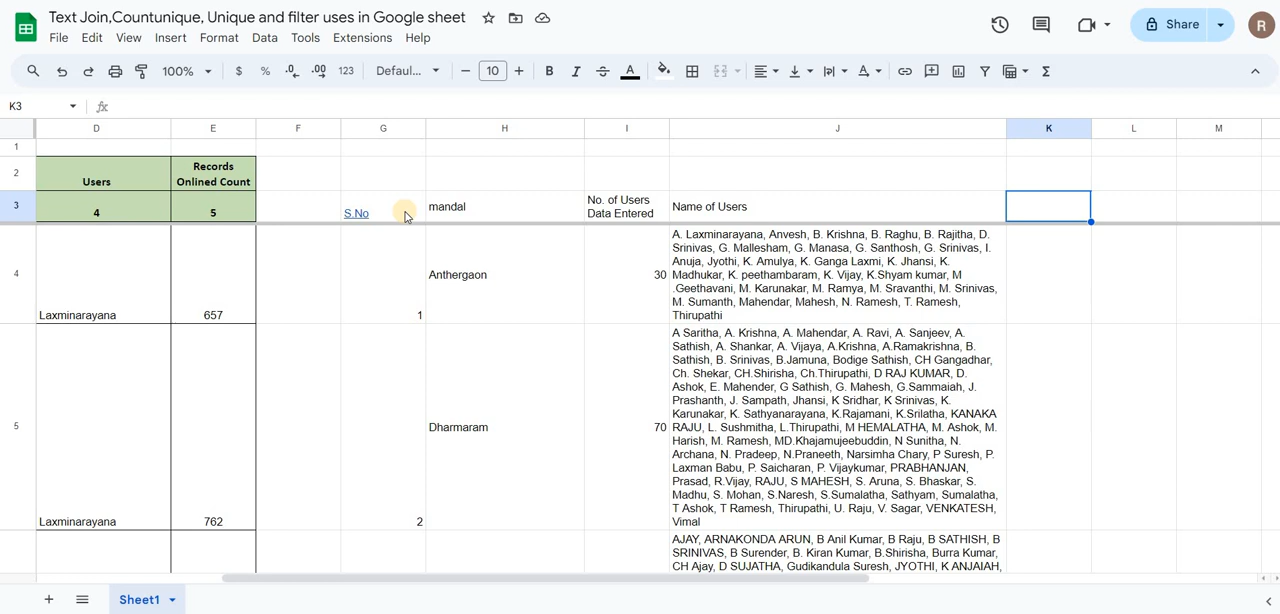 Text Join,Countunique, Unique and filter uses in Google sheet
File Edit View Insert Format Data Tools Extensions Help
Share
R
100% $ % .0 .00 123 Defaul... − 10 + B I A Σ
K3 fx
D E F G H I J K L M
1
2
Users
Records
Onlined Count
3
4 5
S.No
mandal
No. of Users
Data Entered
Name of Users
4
Laxminarayana 657 1
Anthergaon
30
A. Laxminarayana, Anvesh, B. Krishna, B. Raghu, B. Rajitha, D.
Srinivas, G. Mallesham, G. Manasa, G. Santhosh, G. Srinivas, I.
Anuja, Jyothi, K. Amulya, K. Ganga Laxmi, K. Jhansi, K.
Madhukar, K. peethambaram, K. Vijay, K.Shyam kumar, M
.Geethavani, M. Karunakar, M. Ramya, M. Sravanthi, M. Srinivas,
M. Sumanth, Mahendar, Mahesh, N. Ramesh, T. Ramesh,
Thirupathi
5
Laxminarayana 762 2
Dharmaram
70
A Saritha, A. Krishna, A. Mahendar, A. Ravi, A. Sanjeev, A.
Sathish, A. Shankar, A. Vijaya, A.Krishna, A.Ramakrishna, B.
Sathish, B. Srinivas, B.Jamuna, Bodige Sathish, CH Gangadhar,
Ch. Shekar, CH.Shirisha, Ch.Thirupathi, D RAJ KUMAR, D.
Ashok, E. Mahender, G Sathish, G. Mahesh, G.Sammaiah, J.
Prashanth, J. Sampath, Jhansi, K Sridhar, K Srinivas, K.
Karunakar, K. Sathyanarayana, K.Rajamani, K.Srilatha, KANAKA
RAJU, L. Sushmitha, L.Thirupathi, M HEMALATHA, M. Ashok, M.
Harish, M. Ramesh, MD.Khajamujeebuddin, N Sunitha, N.
Archana, N. Pradeep, N.Praneeth, Narsimha Chary, P Suresh, P.
Laxman Babu, P. Saicharan, P. Vijaykumar, PRABHANJAN,
Prasad, R.Vijay, RAJU, S MAHESH, S. Aruna, S. Bhaskar, S.
Madhu, S. Mohan, S.Naresh, S.Sumalatha, Sathyam, Sumalatha,
T Ashok, T Ramesh, Thirupathi, U. Raju, V. Sagar, VENKATESH,
Vimal
AJAY, ARNAKONDA ARUN, B Anil Kumar, B Raju, B SATHISH, B
SRINIVAS, B Surender, B. Kiran Kumar, B.Shirisha, Burra Kumar,
CH Ajay, D SUJATHA, Gudikandula Suresh, JYOTHI, K ANJAIAH,
Sheet1